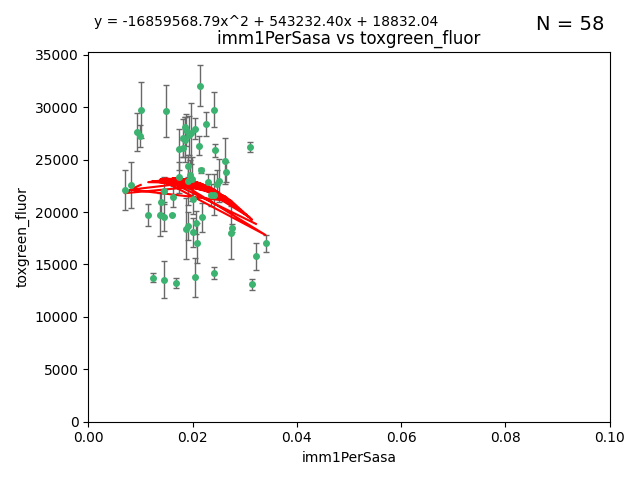 y = -16859568.79x^2 + 543232.40x + 18832.04
N = 58
imm1PerSasa vs toxgreen_fluor
35000
30000
25000
20000
15000
10000
5000
0
toxgreen_fluor
0.00 0.02 0.04 0.06 0.08 0.10
imm1PerSasa